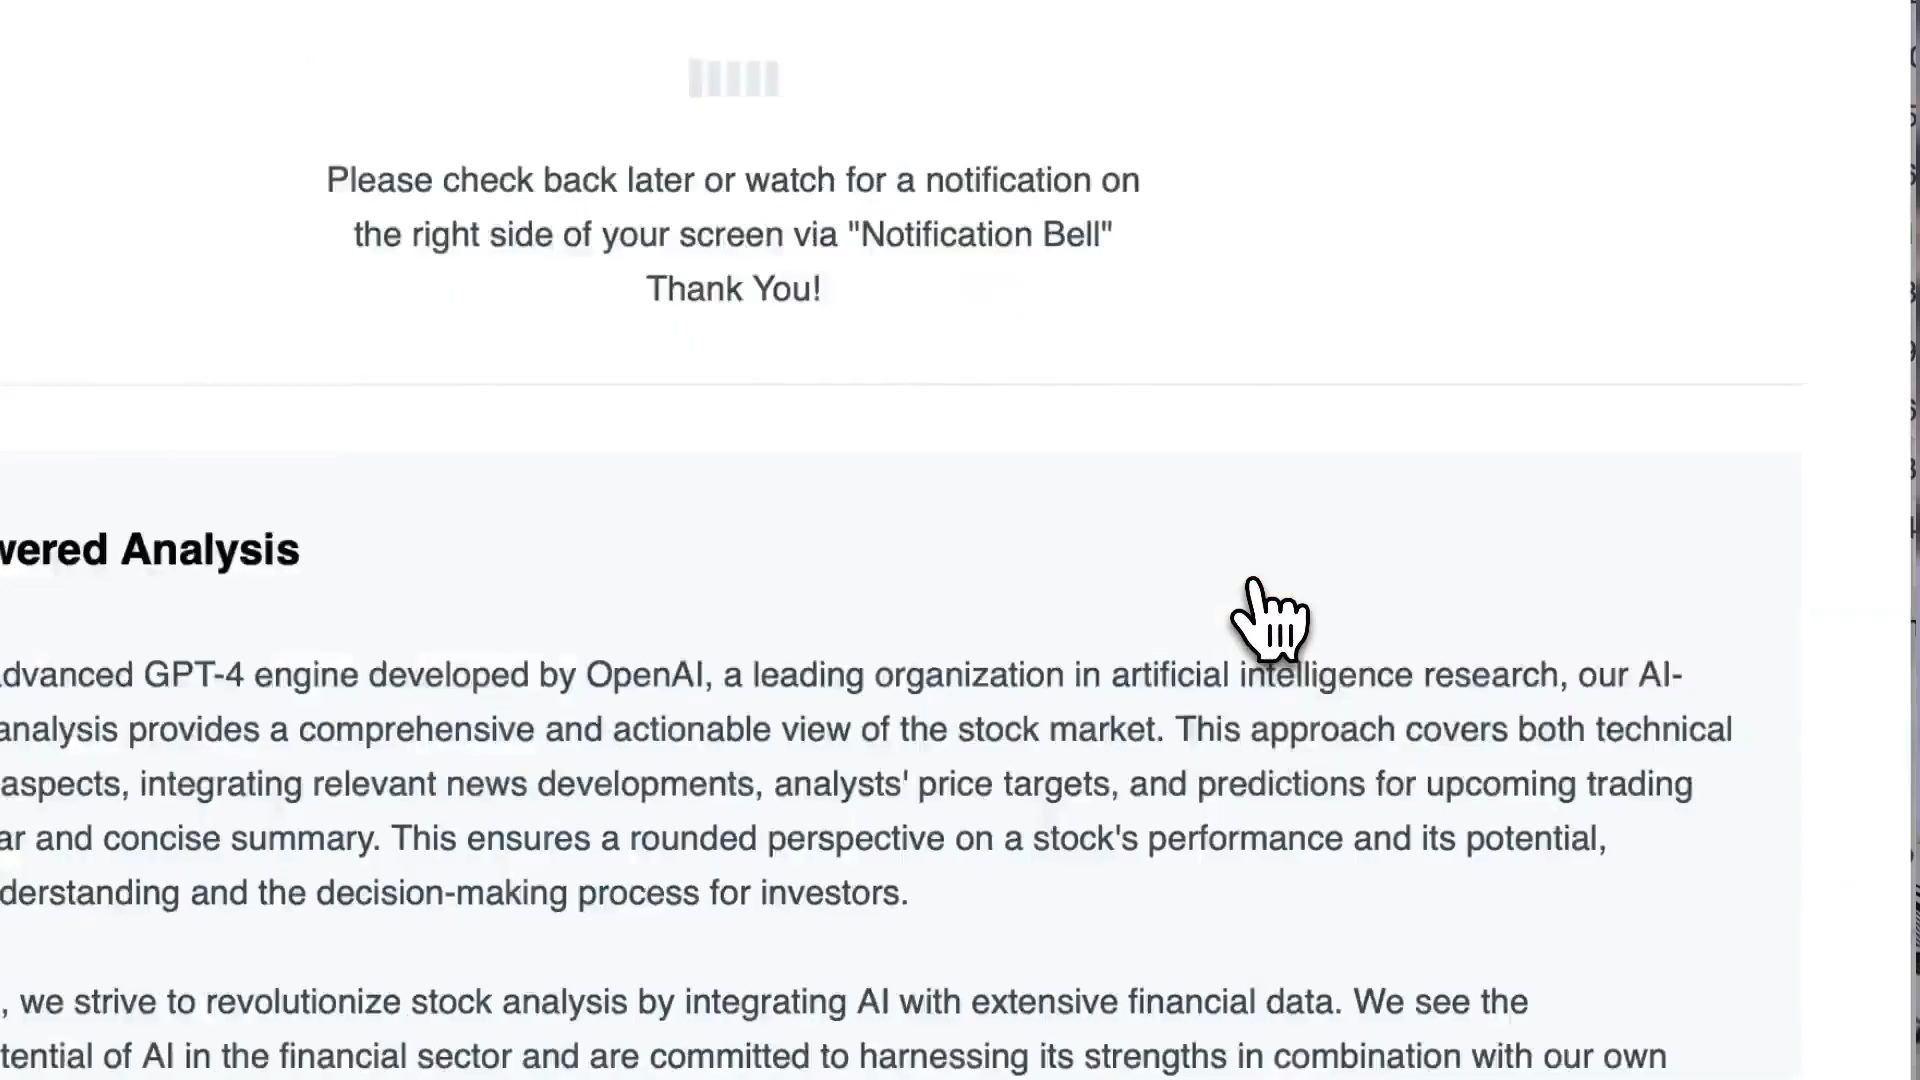 Please check back later or watch for a notification on
the right side of your screen via "Notification Bell"
Thank You!
Analysis
GPT-4 engine developed by OpenAI, a leading organization in artificial intelligence research, our AI-
analysis provides a comprehensive and actionable view of the stock market. This approach covers both technical
aspects, integrating relevant news developments, analysts' price targets, and predictions for upcoming trading
and concise summary. This ensures a rounded perspective on a stock's performance and its potential,
and the decision-making process for investors.
, we strive to revolutionize stock analysis by integrating AI with extensive financial data. We see the
of AI in the financial sector and are committed to harnessing its strengths in combination with our own